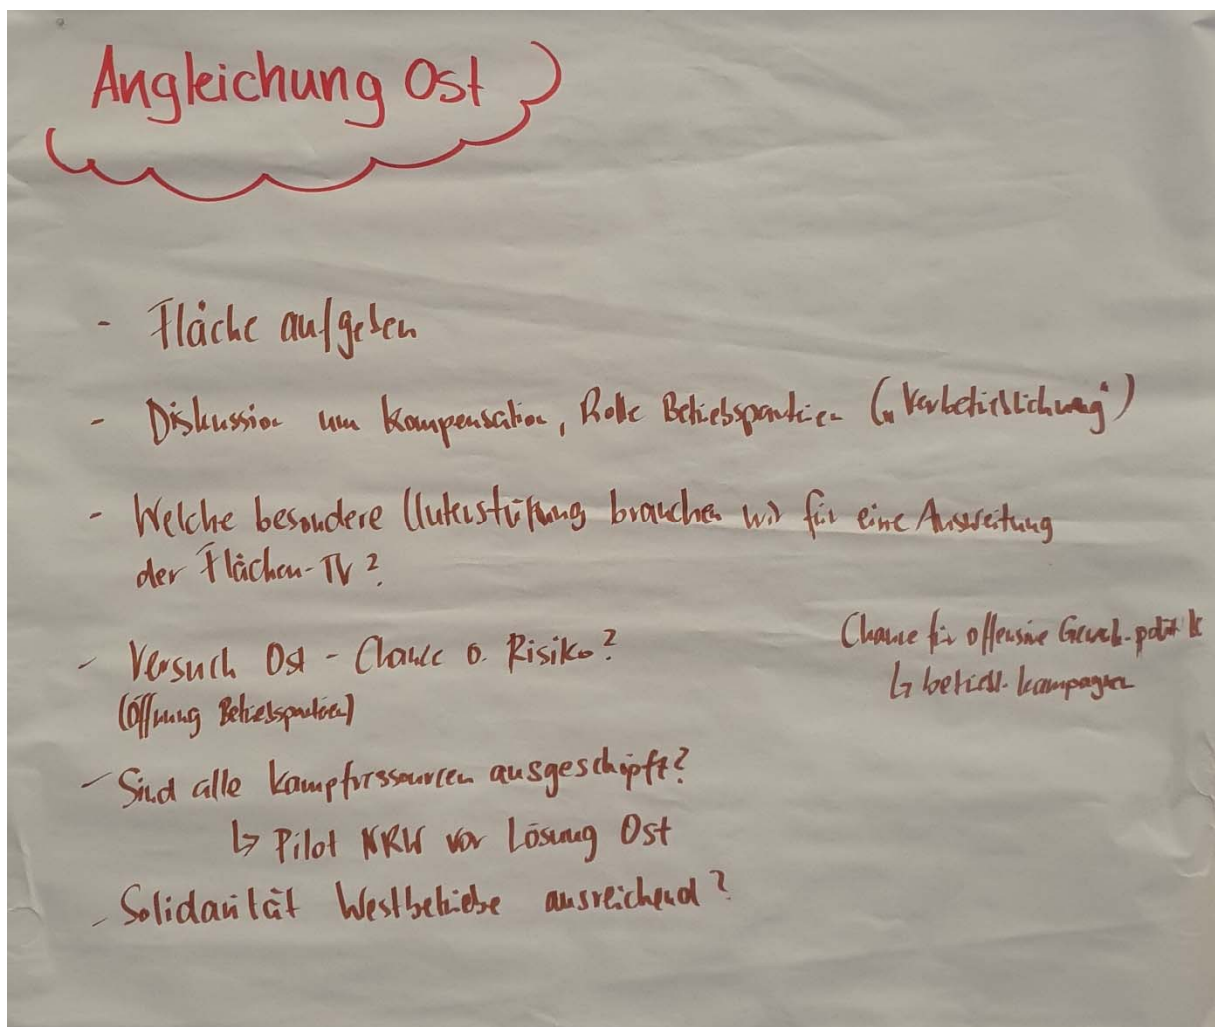 Angleichung Ost
- Fläche aufgeben
- Diskussion um Kompensation, Rolle Betriebsparteien („Verbetrieblichung“)
- Welche besondere Unterstützung brauchen wir für eine Ausweitung
der Flächen-TV?
- Versuch Ost - Chance o. Risiko?
(Öffnung Betriebsparteien)
Chance für offensive Gewerk.politik
↳ betriebl. Kampagnen
- Sind alle Kampfressourcen ausgeschöpft?
↳ Pilot NRW vor Lösung Ost
- Solidarität Westbetriebe ausreichend?